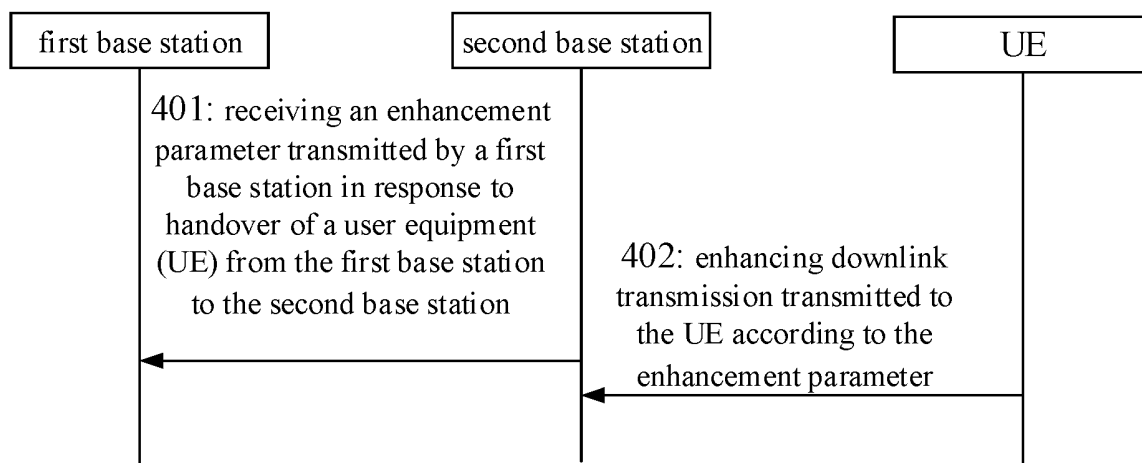 first base station
second base station
UE
401: receiving an enhancement
parameter transmitted by a first
base station in response to
handover of a user equipment
(UE) from the first base station
to the second base station
402: enhancing downlink
transmission transmitted to
the UE according to the
enhancement parameter